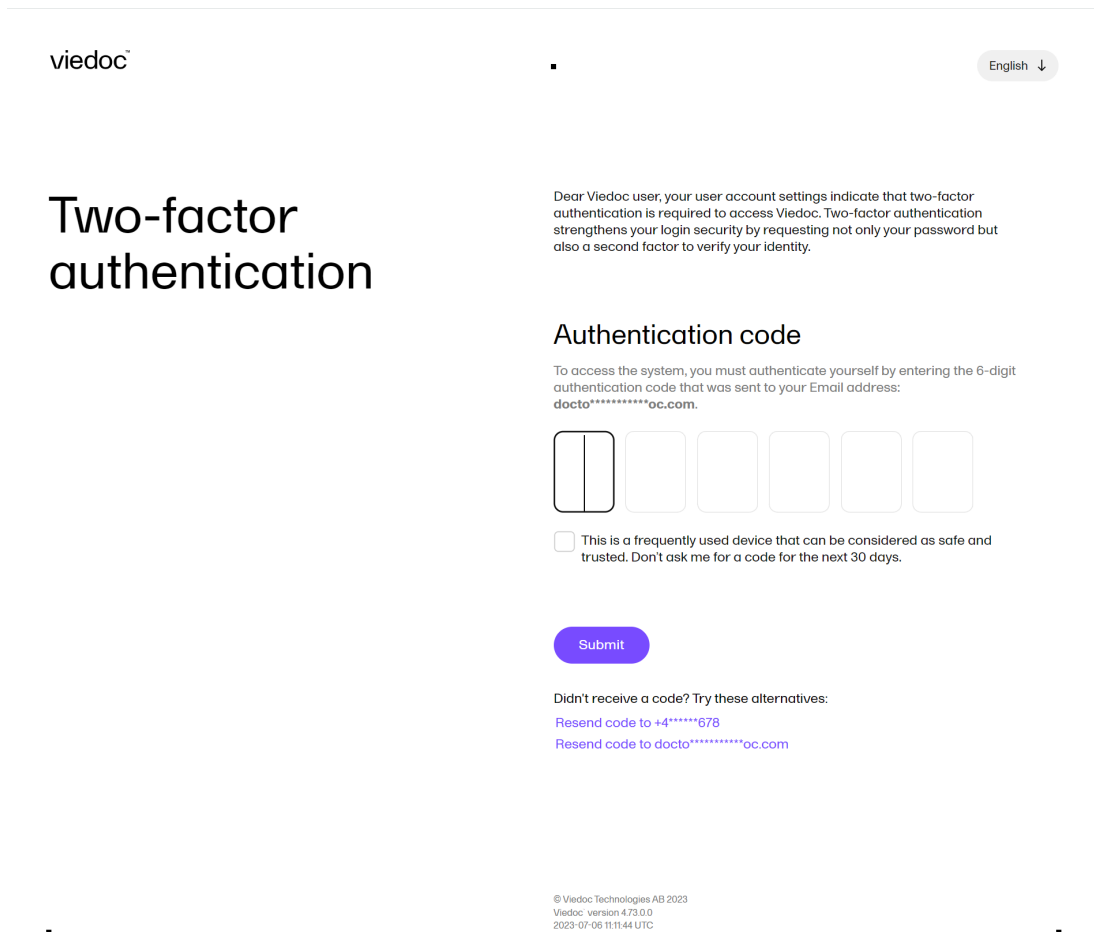 viedoc™
English
Two-factor
authentication
Dear Viedoc user, your user account settings indicate that two-factor
authentication is required to access Viedoc. Two-factor authentication
strengthens your login security by requesting not only your password but
also a second factor to verify your identity.
Authentication code
To access the system, you must authenticate yourself by entering the 6-digit
authentication code that was sent to your Email address:
docto***********oc.com.
This is a frequently used device that can be considered as safe and
trusted. Don't ask me for a code for the next 30 days.
Submit
Didn't receive a code? Try these alternatives:
Resend code to +4******678
Resend code to docto***********oc.com
© Viedoc Technologies AB 2023
Viedoc™ version 4.73.0.0
2023-07-06 11:11:44 UTC